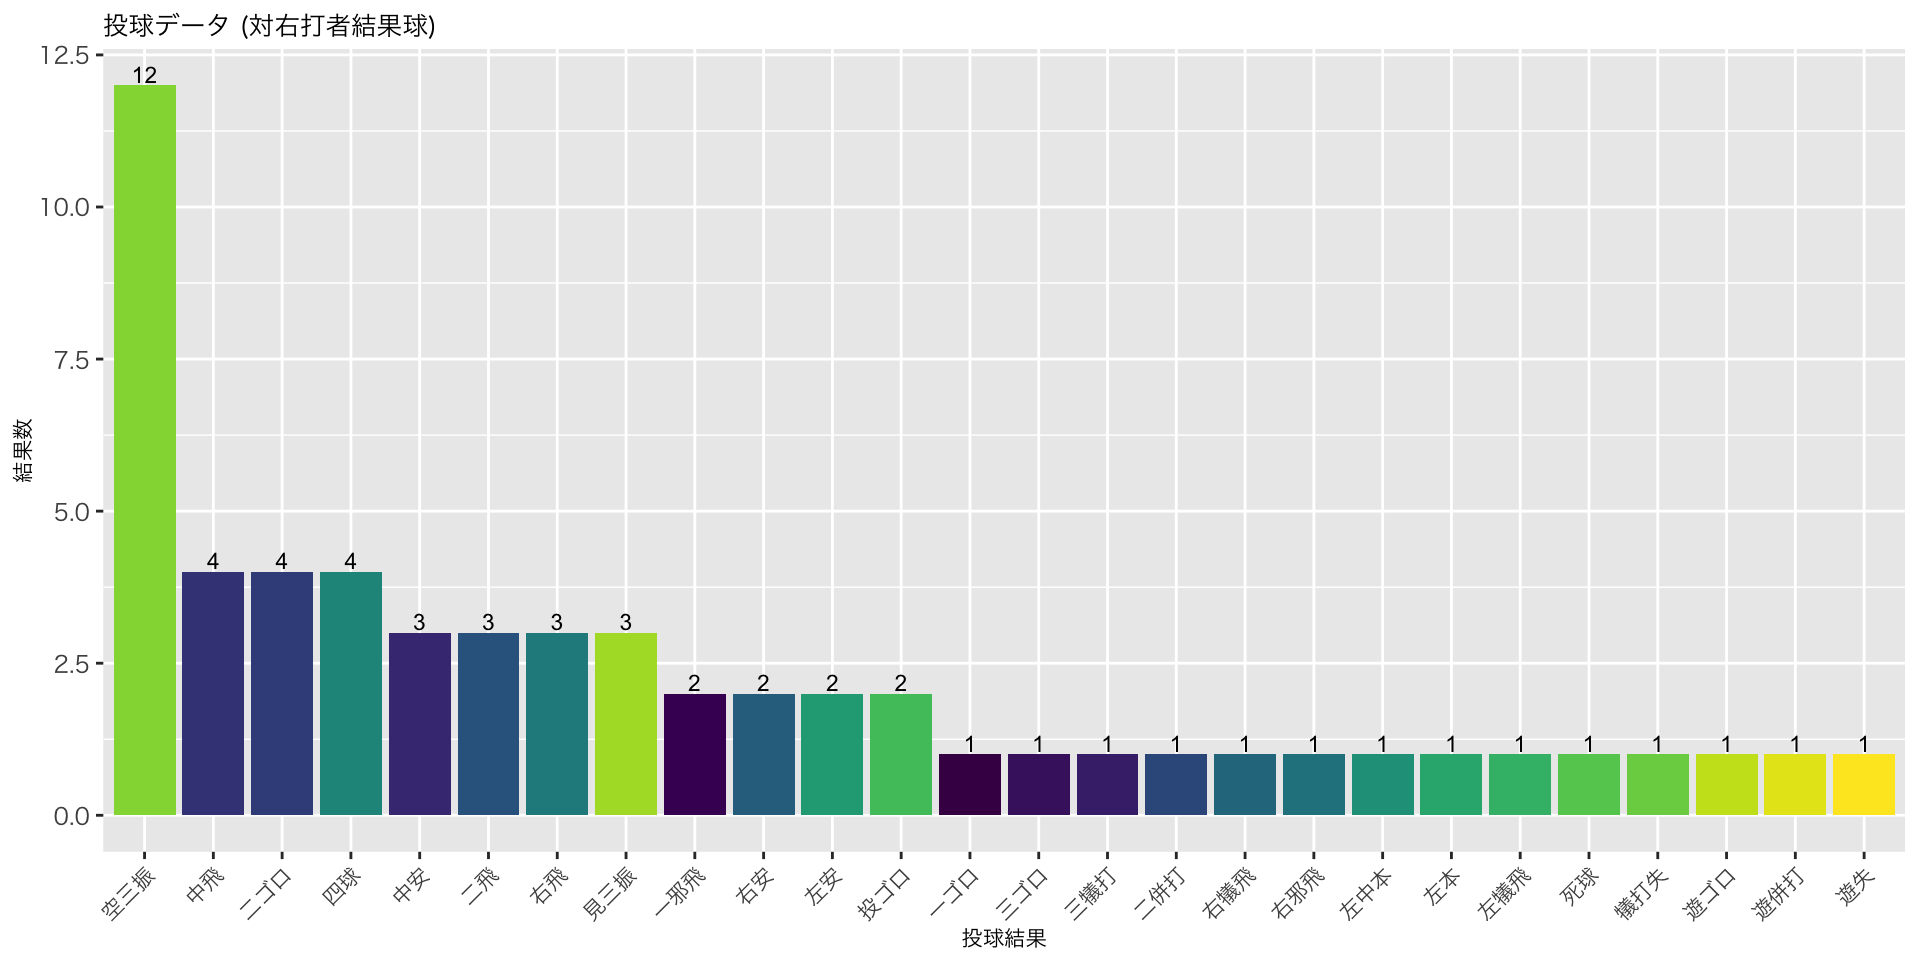 投球データ (対右打者結果球)
12.5
10.0
7.5
5.0
2.5
0.0
結果数
12
4
4
4
3
3
3
3
2
2
2
2
1
1
1
1
1
1
1
1
1
1
1
1
1
1
空三振
中飛
二ゴロ
四球
中安
二飛
右飛
見三振
一邪飛
右安
左安
投ゴロ
一ゴロ
三ゴロ
三犠打
二併打
右犠飛
右邪飛
左中本
左本
左犠飛
死球
犠打失
遊ゴロ
遊併打
遊失
投球結果